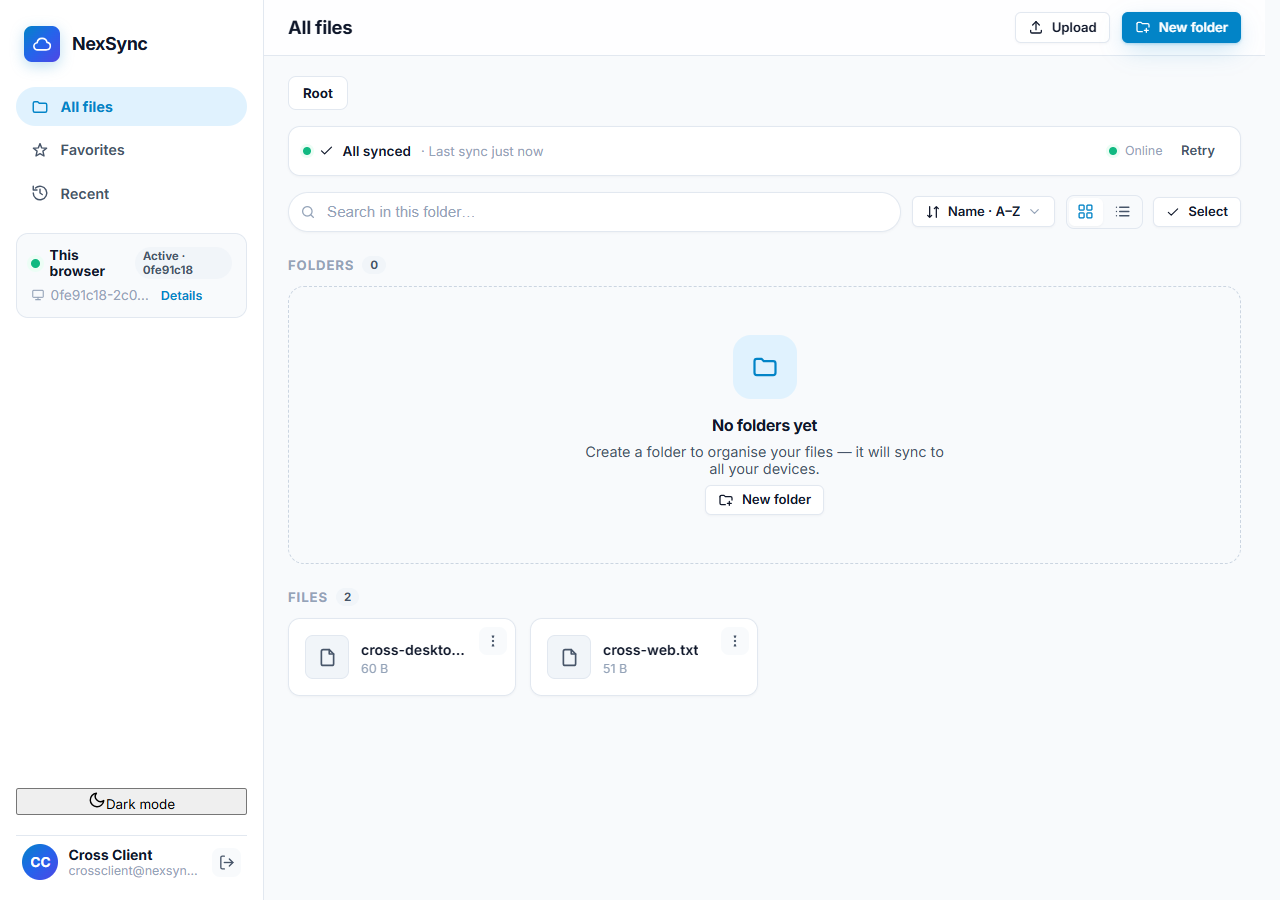 NexSync
All files
Favorites
Recent
This browser
Active · 0fe91c18
0fe91c18-2c0...
Details
Dark mode
CC
Cross Client
crossclient@nexsyn...
All files
Upload
New folder
Root
All synced · Last sync just now
Online
Retry
Search in this folder...
Name · A–Z
Select
FOLDERS 0
No folders yet
Create a folder to organise your files — it will sync to
all your devices.
New folder
FILES 2
cross-deskto...
60 B
cross-web.txt
51 B